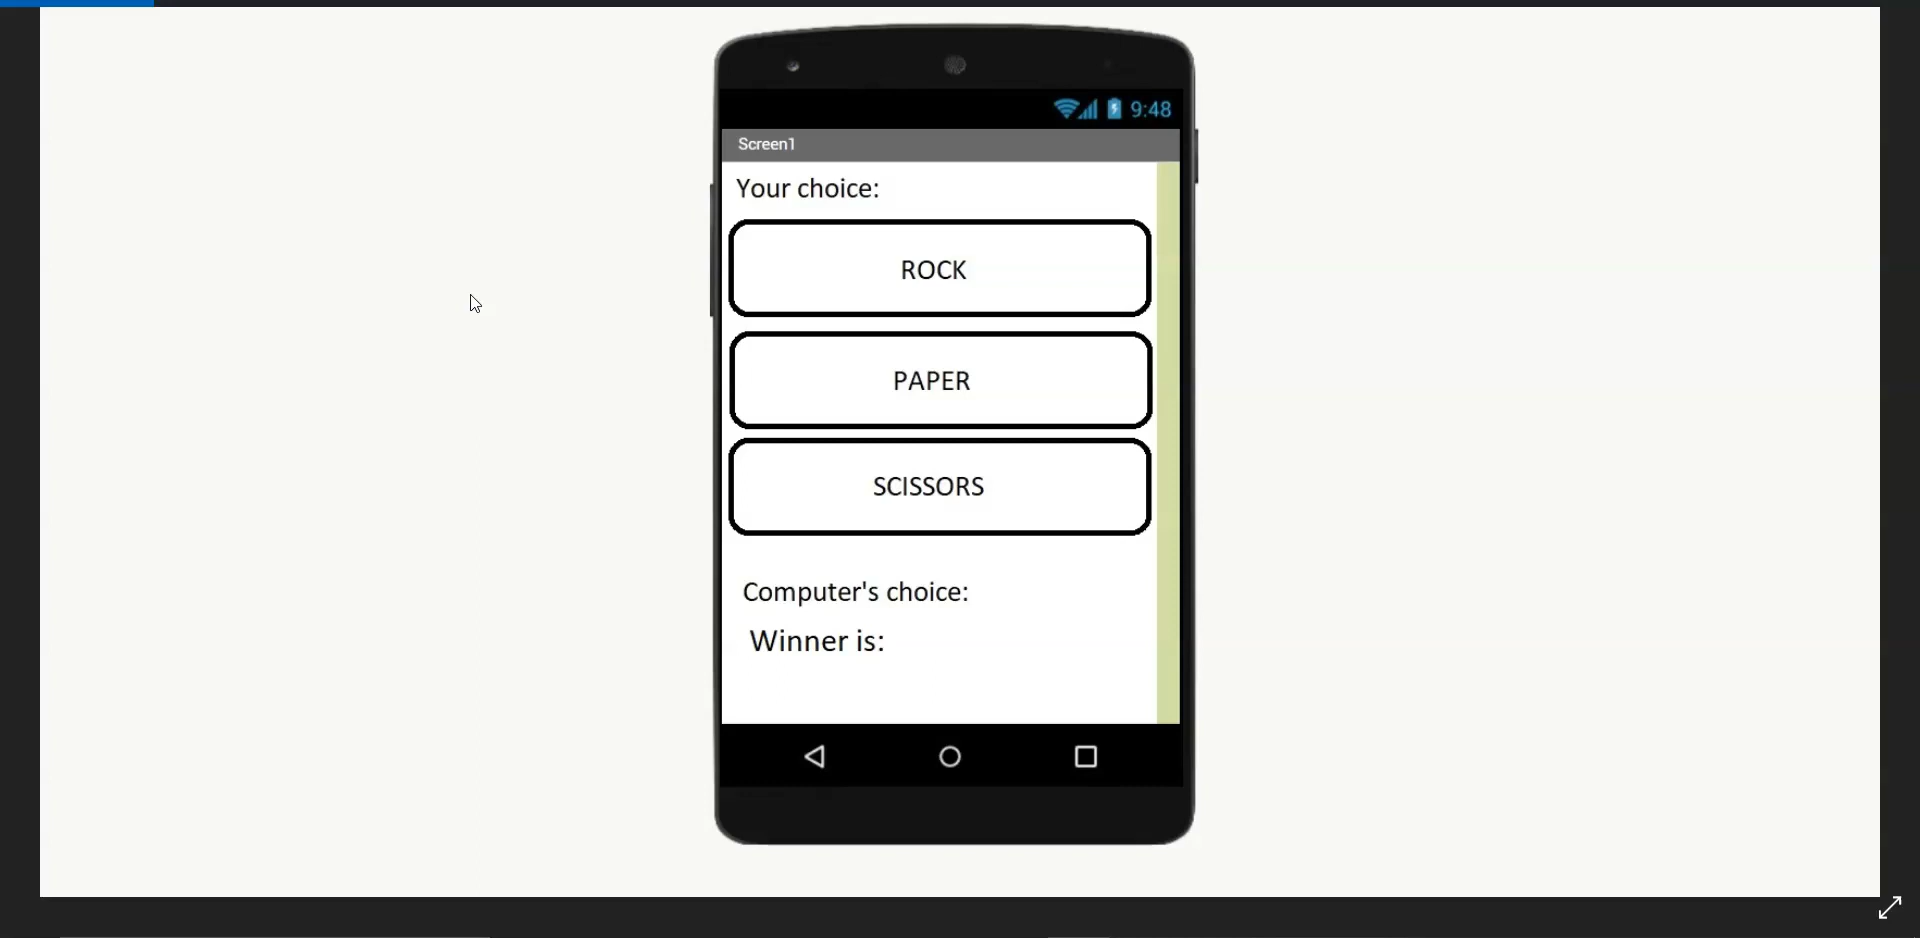 9:48
Screen1
Your choice:
ROCK
PAPER
SCISSORS
Computer's choice:
Winner is: